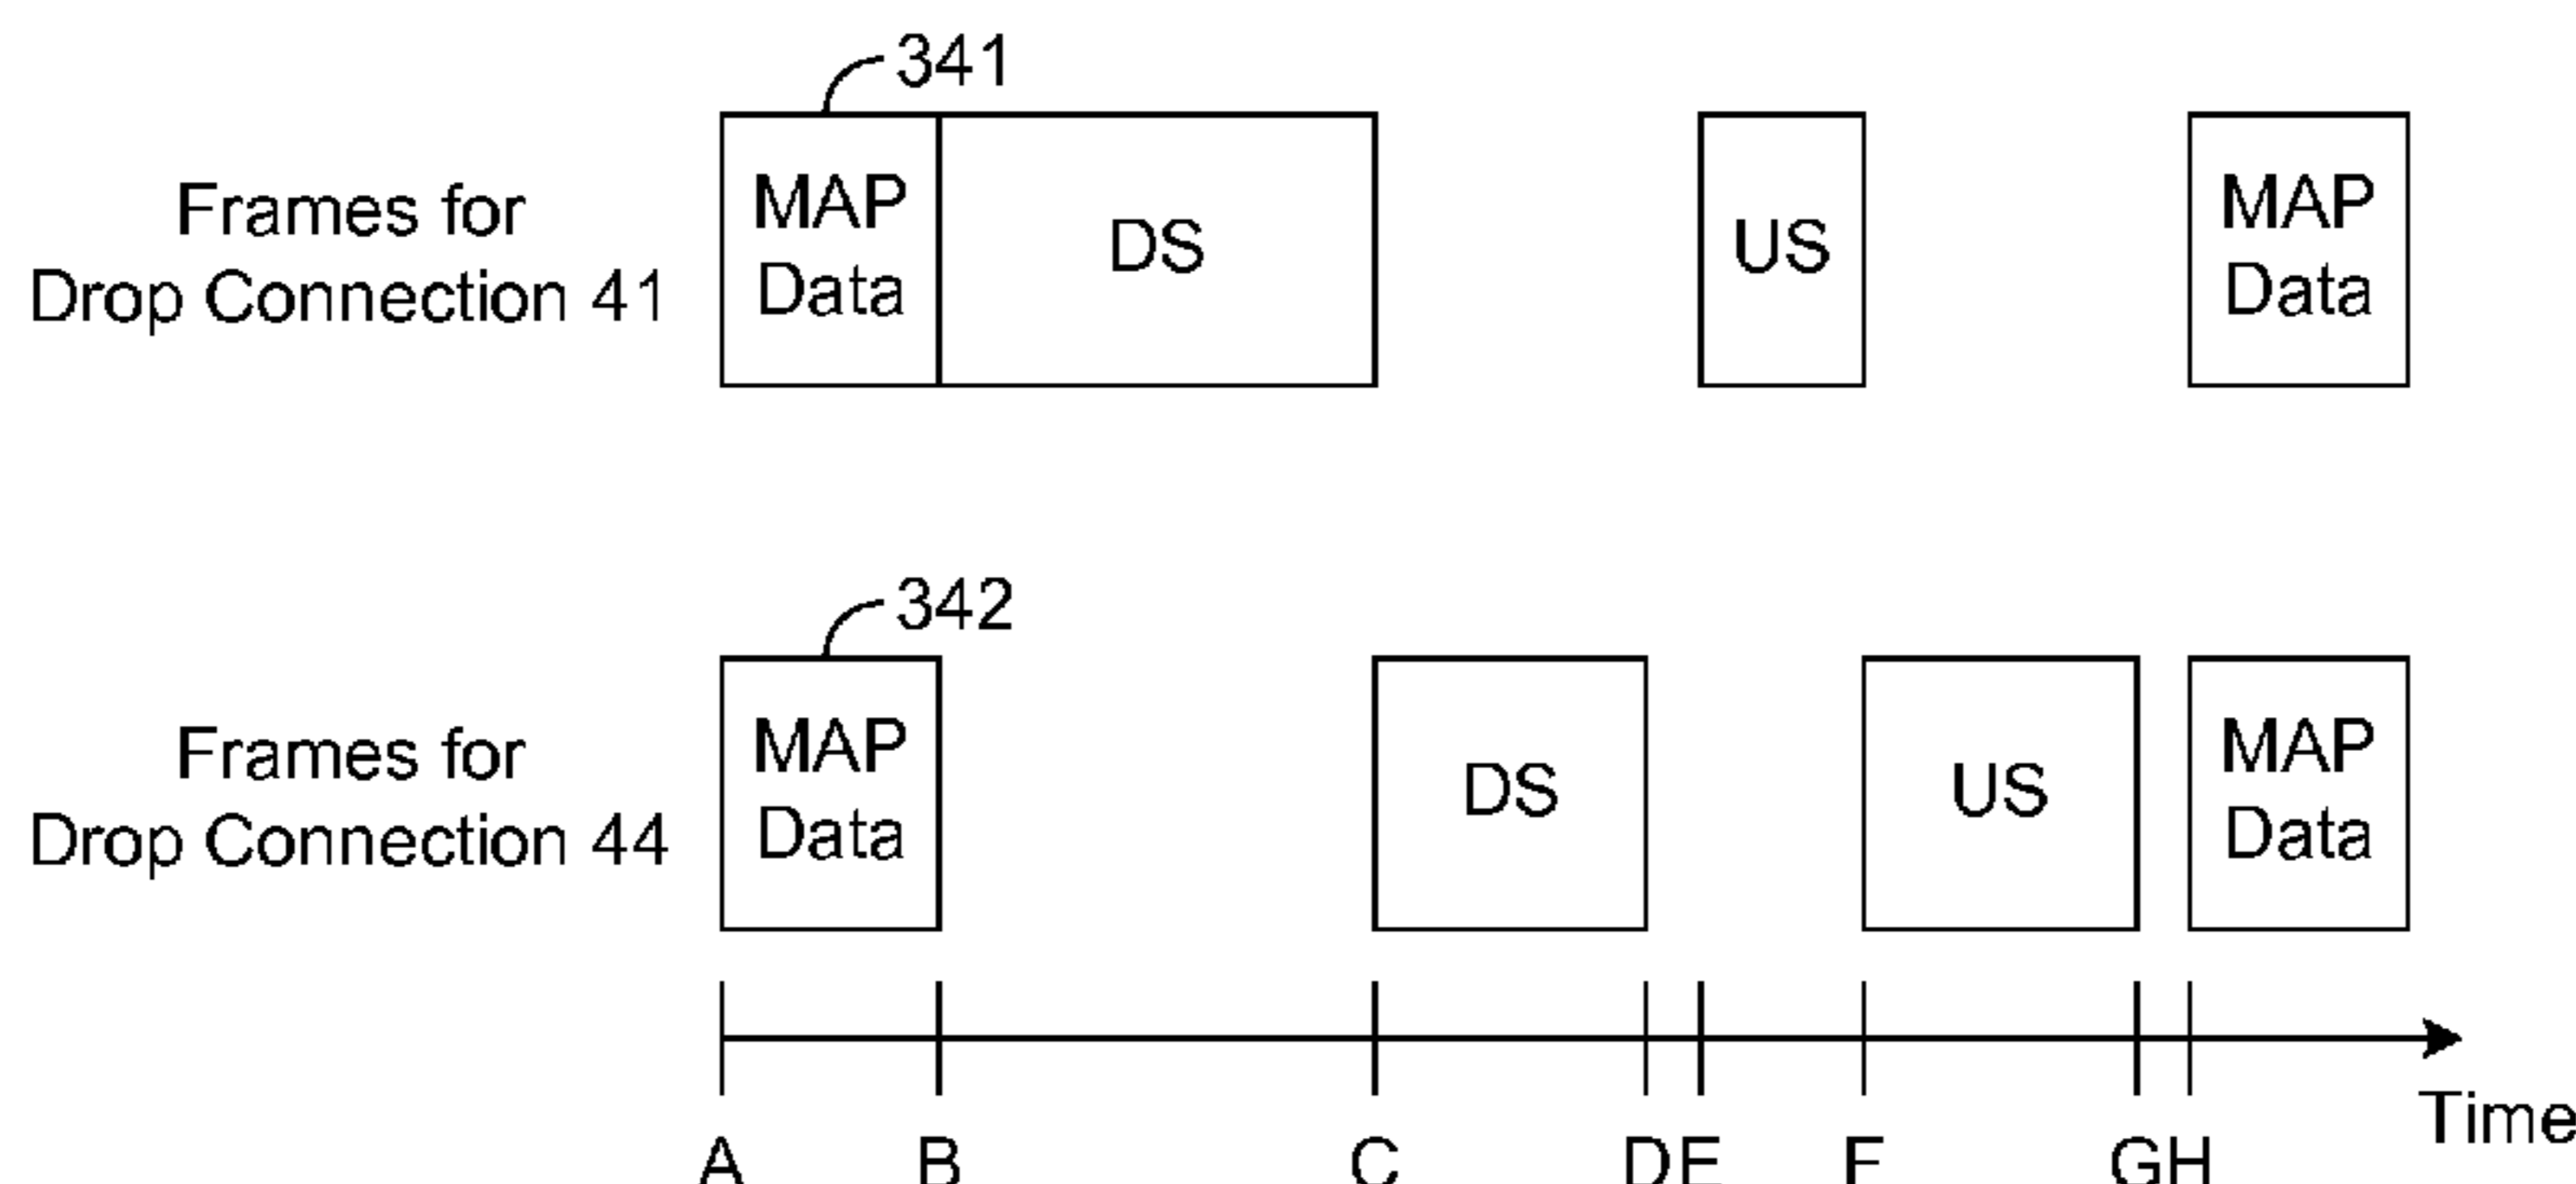 341
Frames for
Drop Connection 41
MAP
Data
DS
US
MAP
Data
342
Frames for
Drop Connection 44
MAP
Data
DS
US
MAP
Data
Time
A B C D E F G H